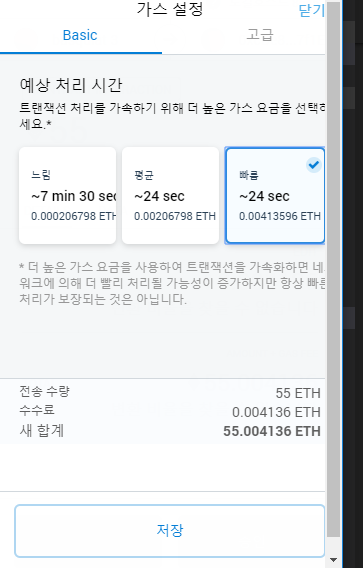 가스 설정
닫기
Basic
고급
예상 처리 시간
트랜잭션 처리를 가속하기 위해 더 높은 가스 요금을 선택하
세요.*
느림
평균
빠름
~7 min 30 sec
~24 sec
~24 sec
0.000206798 ETH
0.00206798 ETH
0.00413596 ETH
* 더 높은 가스 요금을 사용하여 트랜잭션을 가속화하면 네
워크에 의해 더 빨리 처리될 가능성이 증가하지만 항상 빠른
처리가 보장되는 것은 아닙니다.
전송 수량
55 ETH
수수료
0.004136 ETH
새 합계
55.004136 ETH
저장